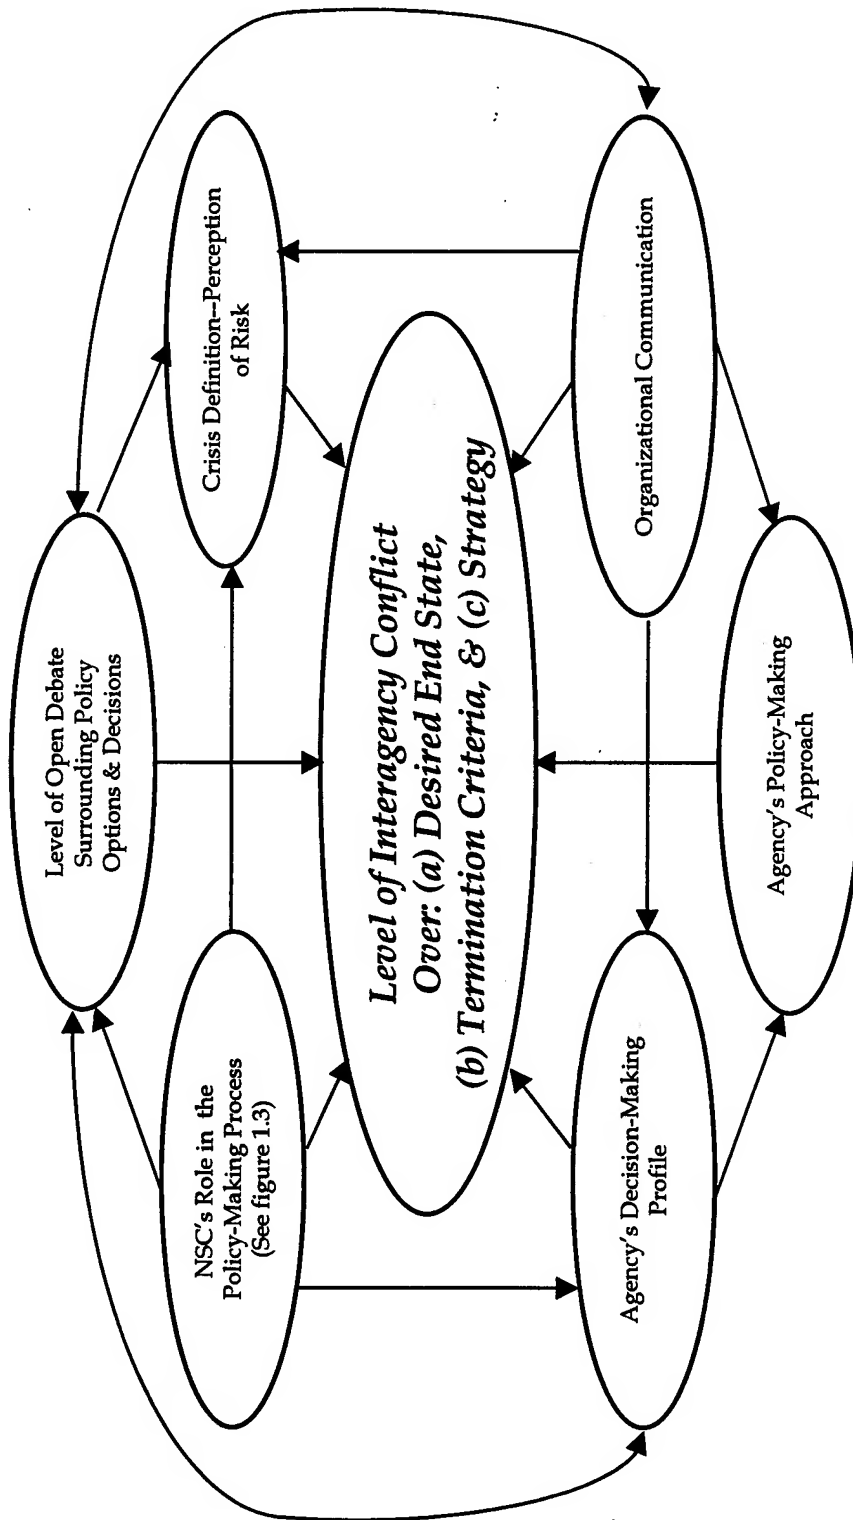 Level of Open Debate
Surrounding Policy
Options & Decisions
NSC's Role in the
Policy-Making Process
(See figure 1.3)
Crisis Definition--Perception
of Risk
Level of Interagency Conflict
Over: (a) Desired End State,
(b) Termination Criteria, & (c) Strategy
Agency's Decision-Making
Profile
Organizational Communication
Agency's Policy-Making
Approach